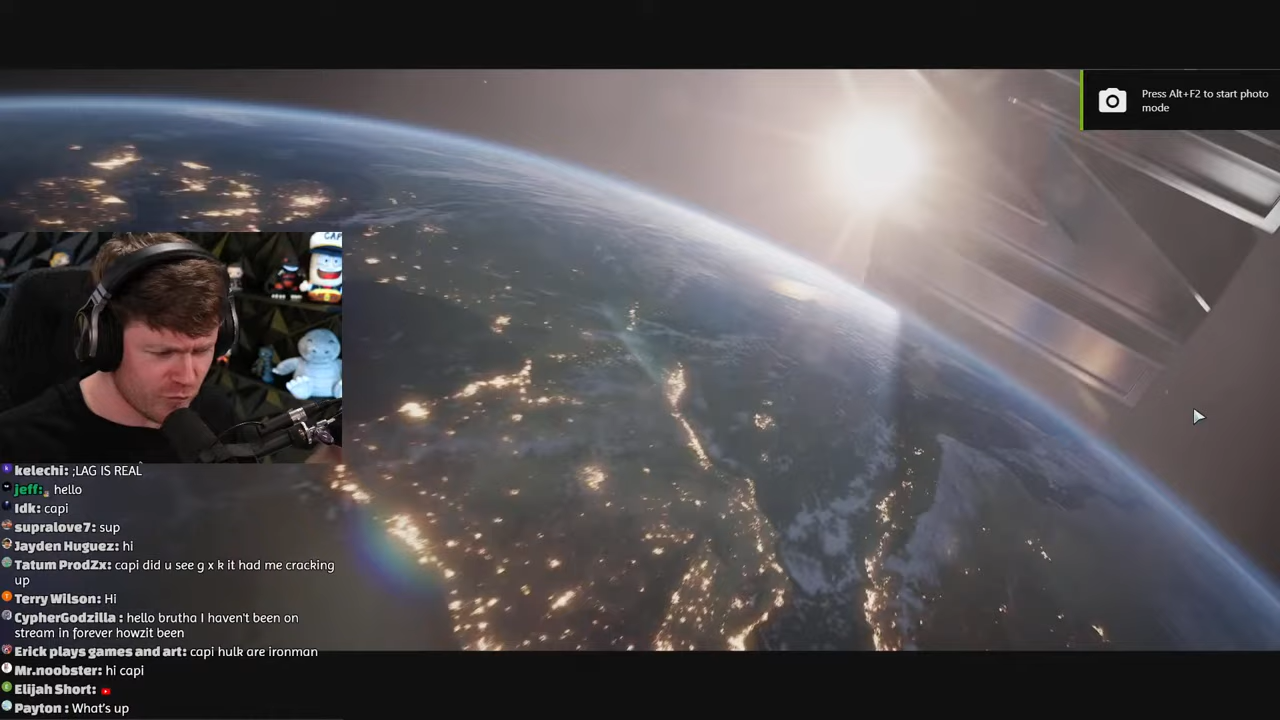 Press Alt+F2 to start photo
mode
CAP
kelechi: ;LAG IS REAL
jeff: hello
Idk: capi
supralove7: sup
Jayden Huguez: hi
Tatum ProdZx: capi did u see g x k it had me cracking
up
Terry Wilson: Hi
CypherGodzilla : hello brutha I haven't been on
stream in forever howzit been
Erick plays games and art: capi hulk are ironman
Mr.noobster: hi capi
Elijah Short:
Payton : What's up